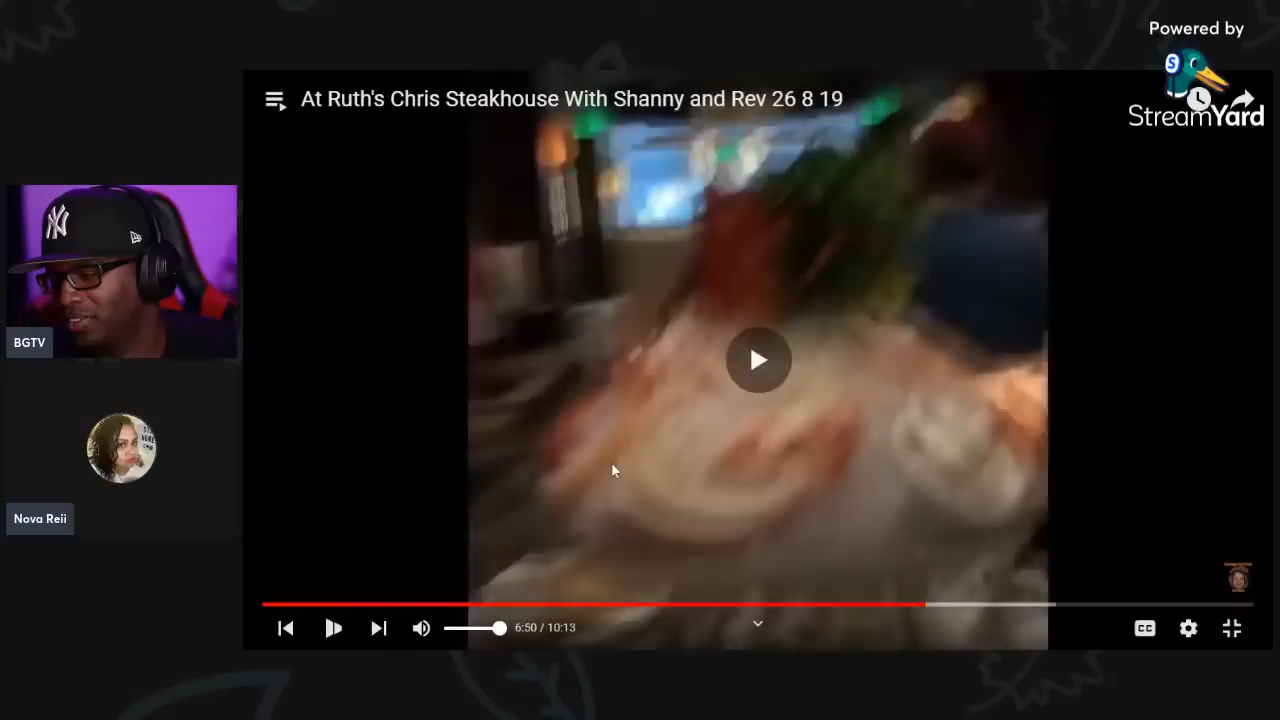 Powered by
StreamYard
At Ruth's Chris Steakhouse With Shanny and Rev 26 8 19
BGTV
Nova Reii
6:50 / 10:13
CC